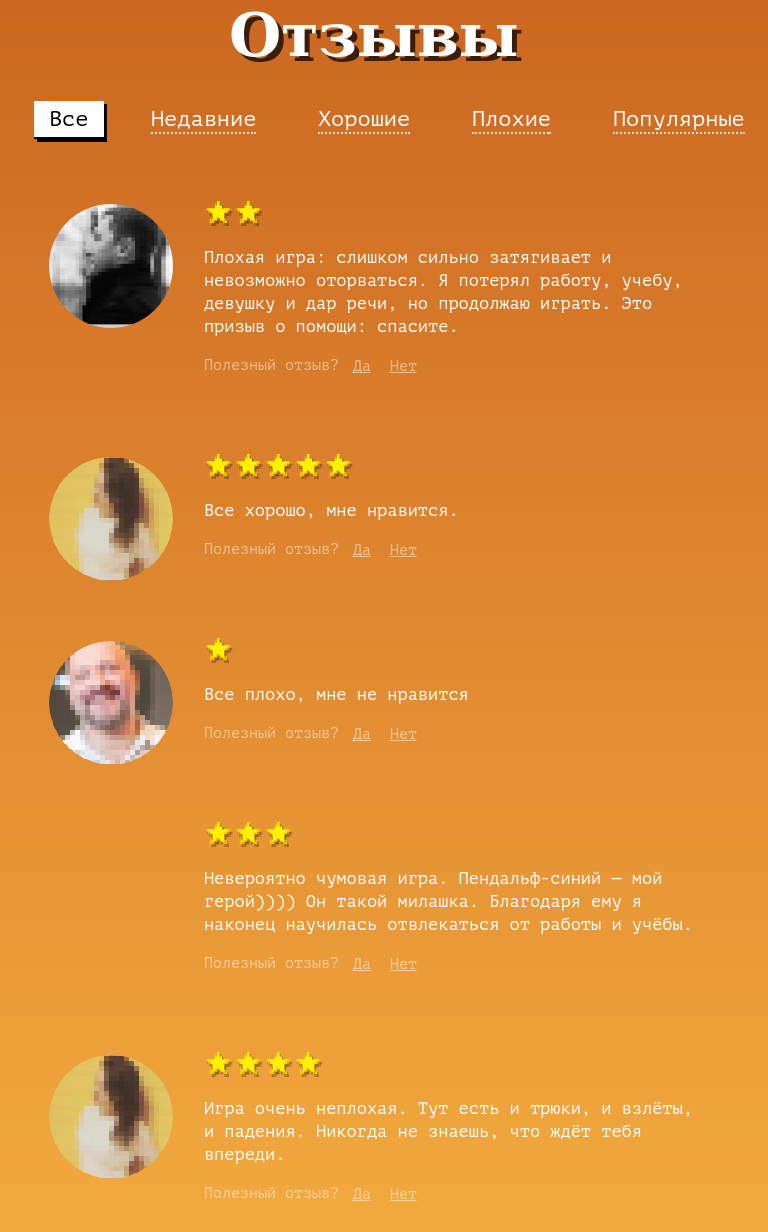 Отзывы
Все Недавние Хорошие Плохие Популярные
Плохая игра: слишком сильно затягивает и
невозможно оторваться. Я потерял работу, учебу,
девушку и дар речи, но продолжаю играть. Это
призыв о помощи: спасите.
Полезный отзыв? Да Нет
Все хорошо, мне нравится.
Полезный отзыв? Да Нет
Все плохо, мне не нравится
Полезный отзыв? Да Нет
Невероятно чумовая игра. Пендальф-синий — мой
герой)))) Он такой милашка. Благодаря ему я
наконец научилась отвлекаться от работы и учёбы.
Полезный отзыв? Да Нет
Игра очень неплохая. Тут есть и трюки, и взлёты,
и падения. Никогда не знаешь, что ждёт тебя
впереди.
Полезный отзыв? Да Нет